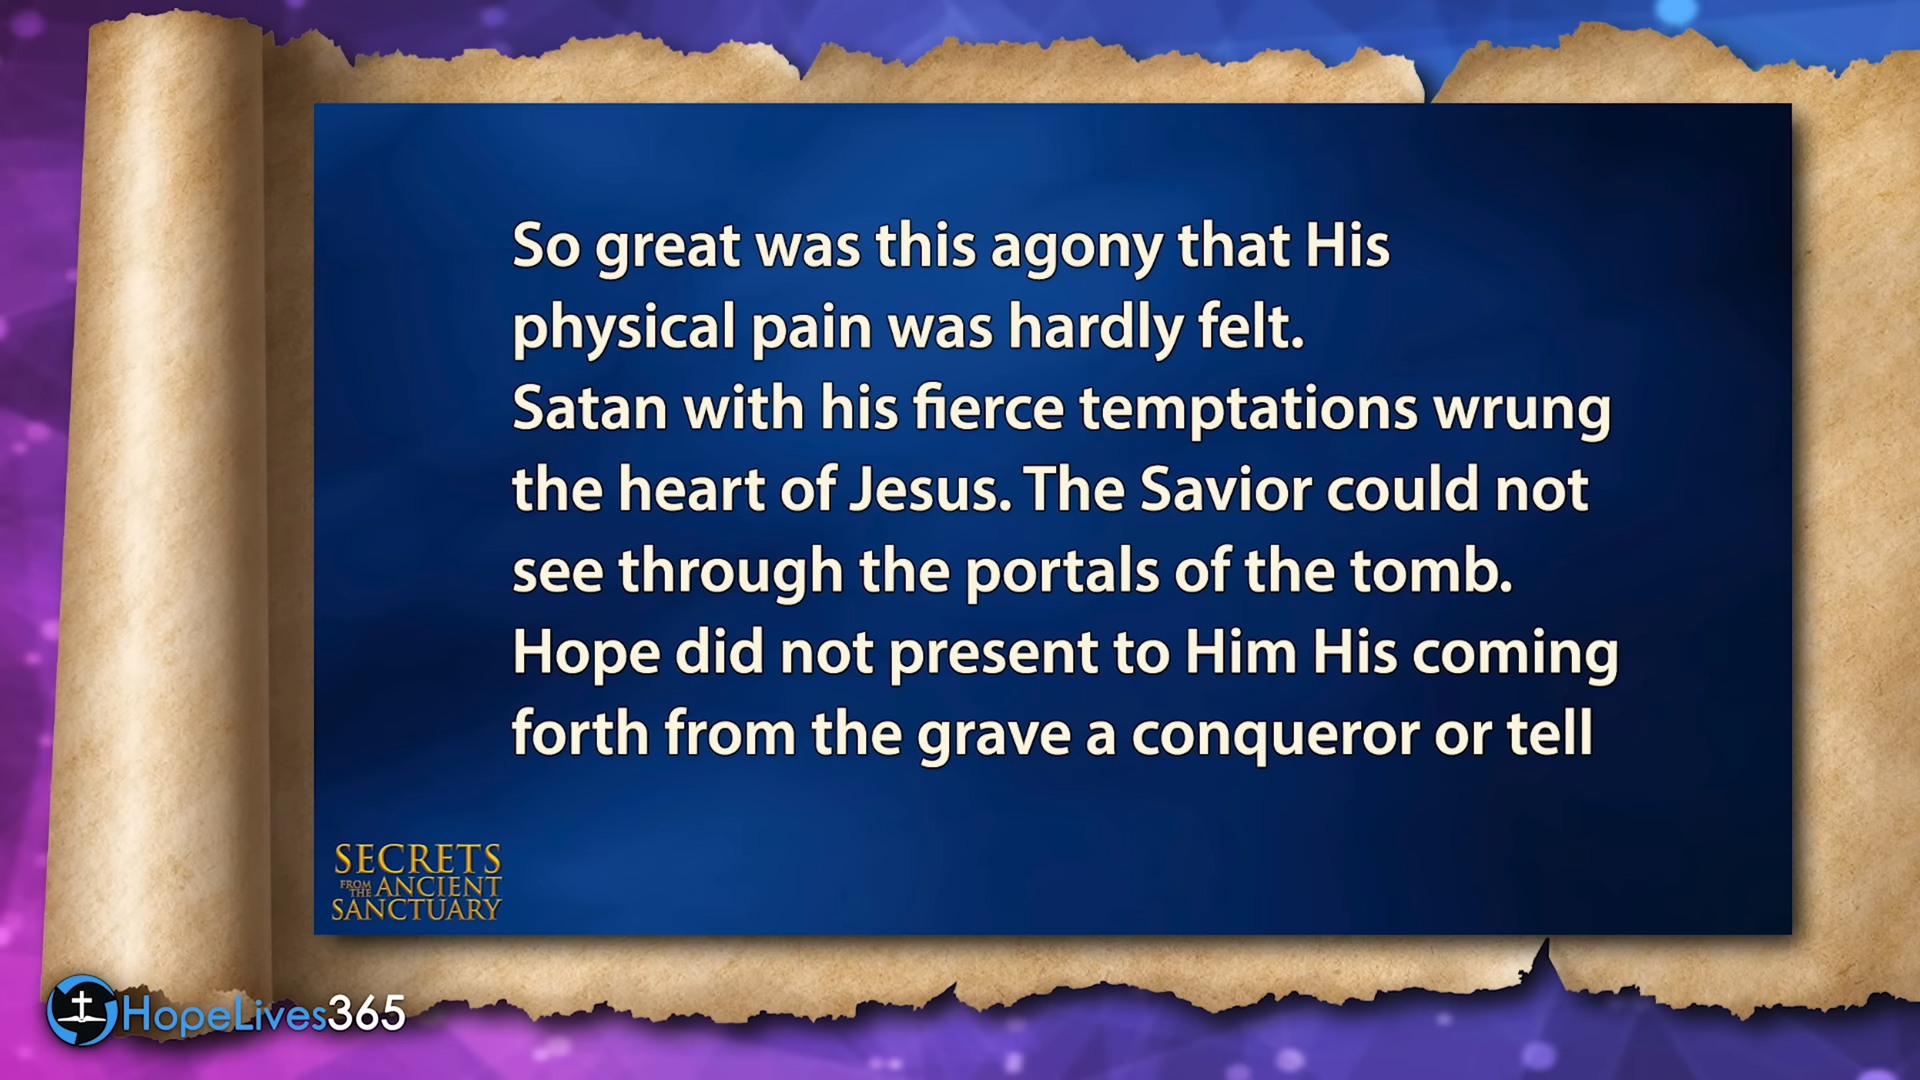 So great was this agony that His
physical pain was hardly felt.
Satan with his fierce temptations wrung
the heart of Jesus. The Savior could not
see through the portals of the tomb.
Hope did not present to Him His coming
forth from the grave a conqueror or tell
SECRETS
FROM THE ANCIENT
SANCTUARY
HopeLives365